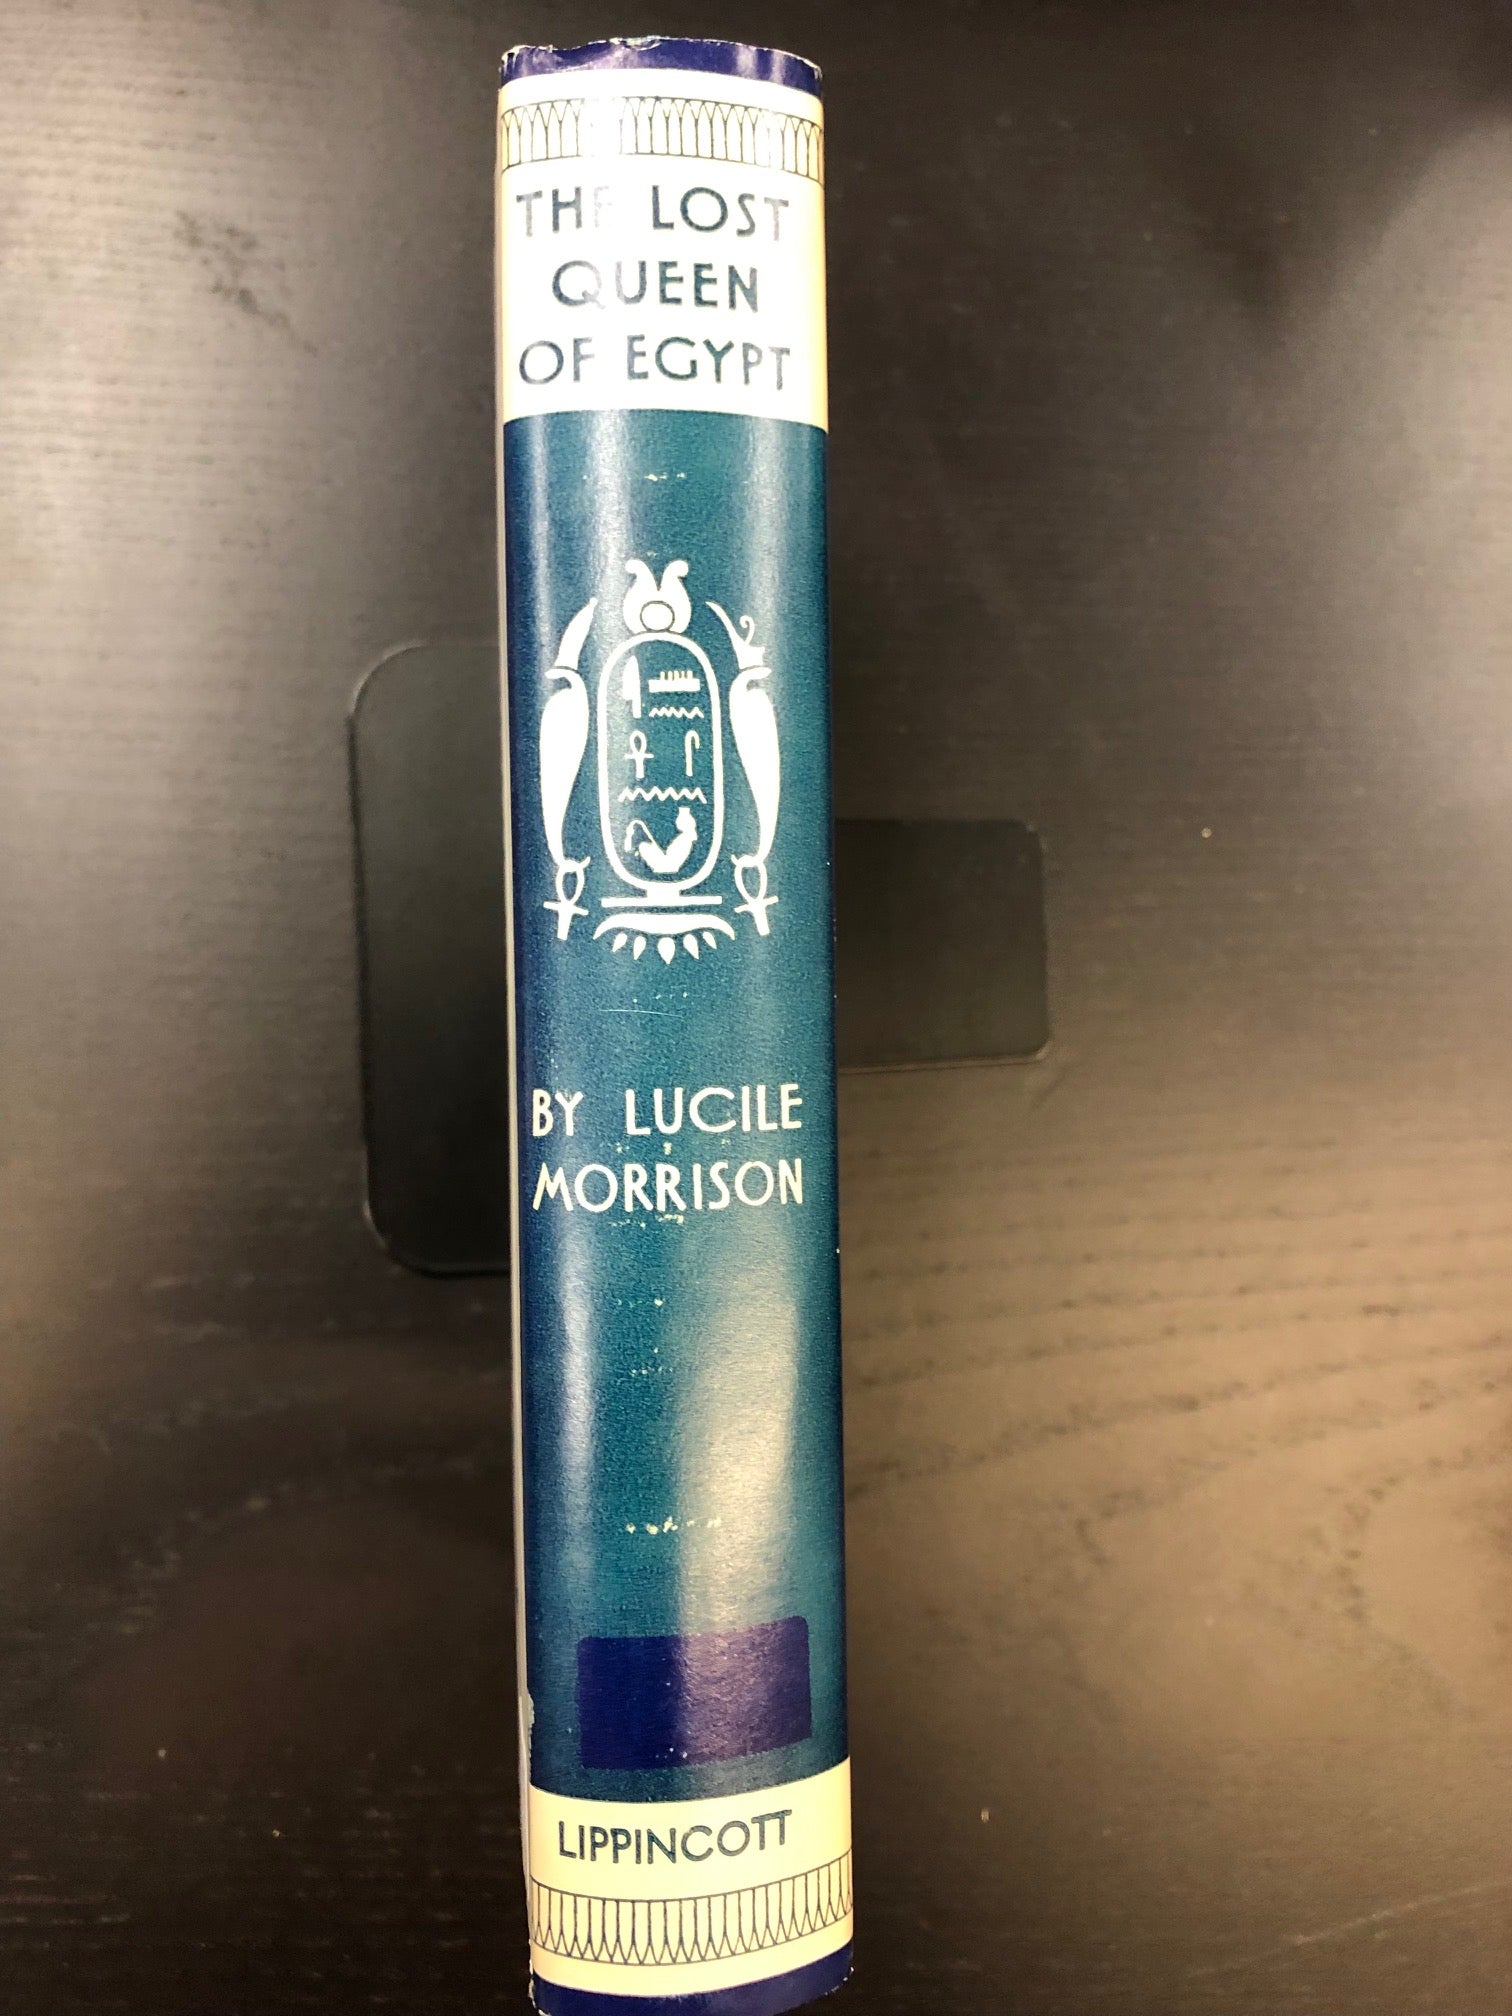 THE LOST
QUEEN
OF EGYPT
BY LUCILE
MORRISON
LIPPINCOTT